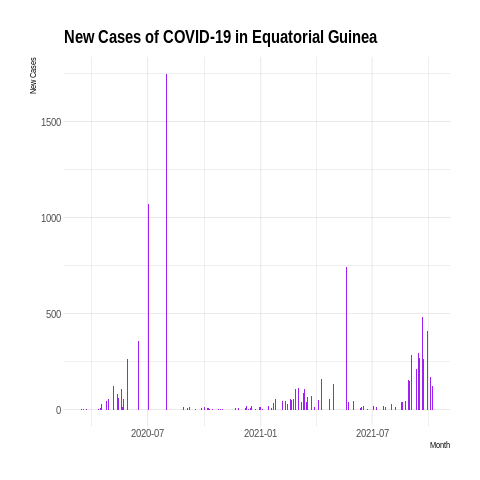 New Cases of COVID-19 in Equatorial Guinea
New Cases
1500
1000
500
0
2020-07
2021-01
2021-07
Month